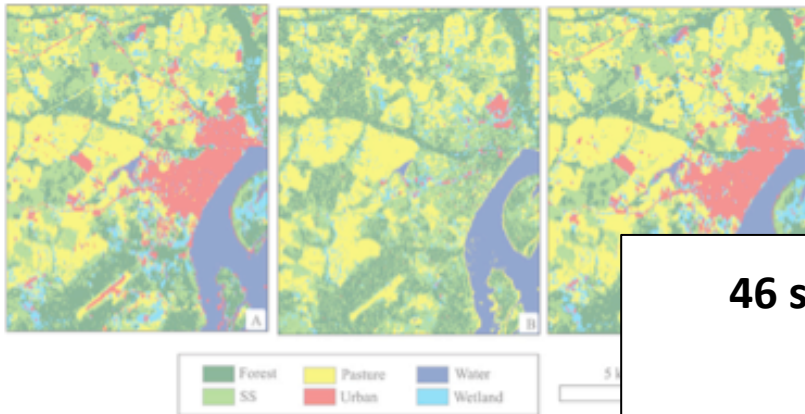 A
B
46 s
Forest
Pasture
Water
5 k
SS
Urban
Wetland